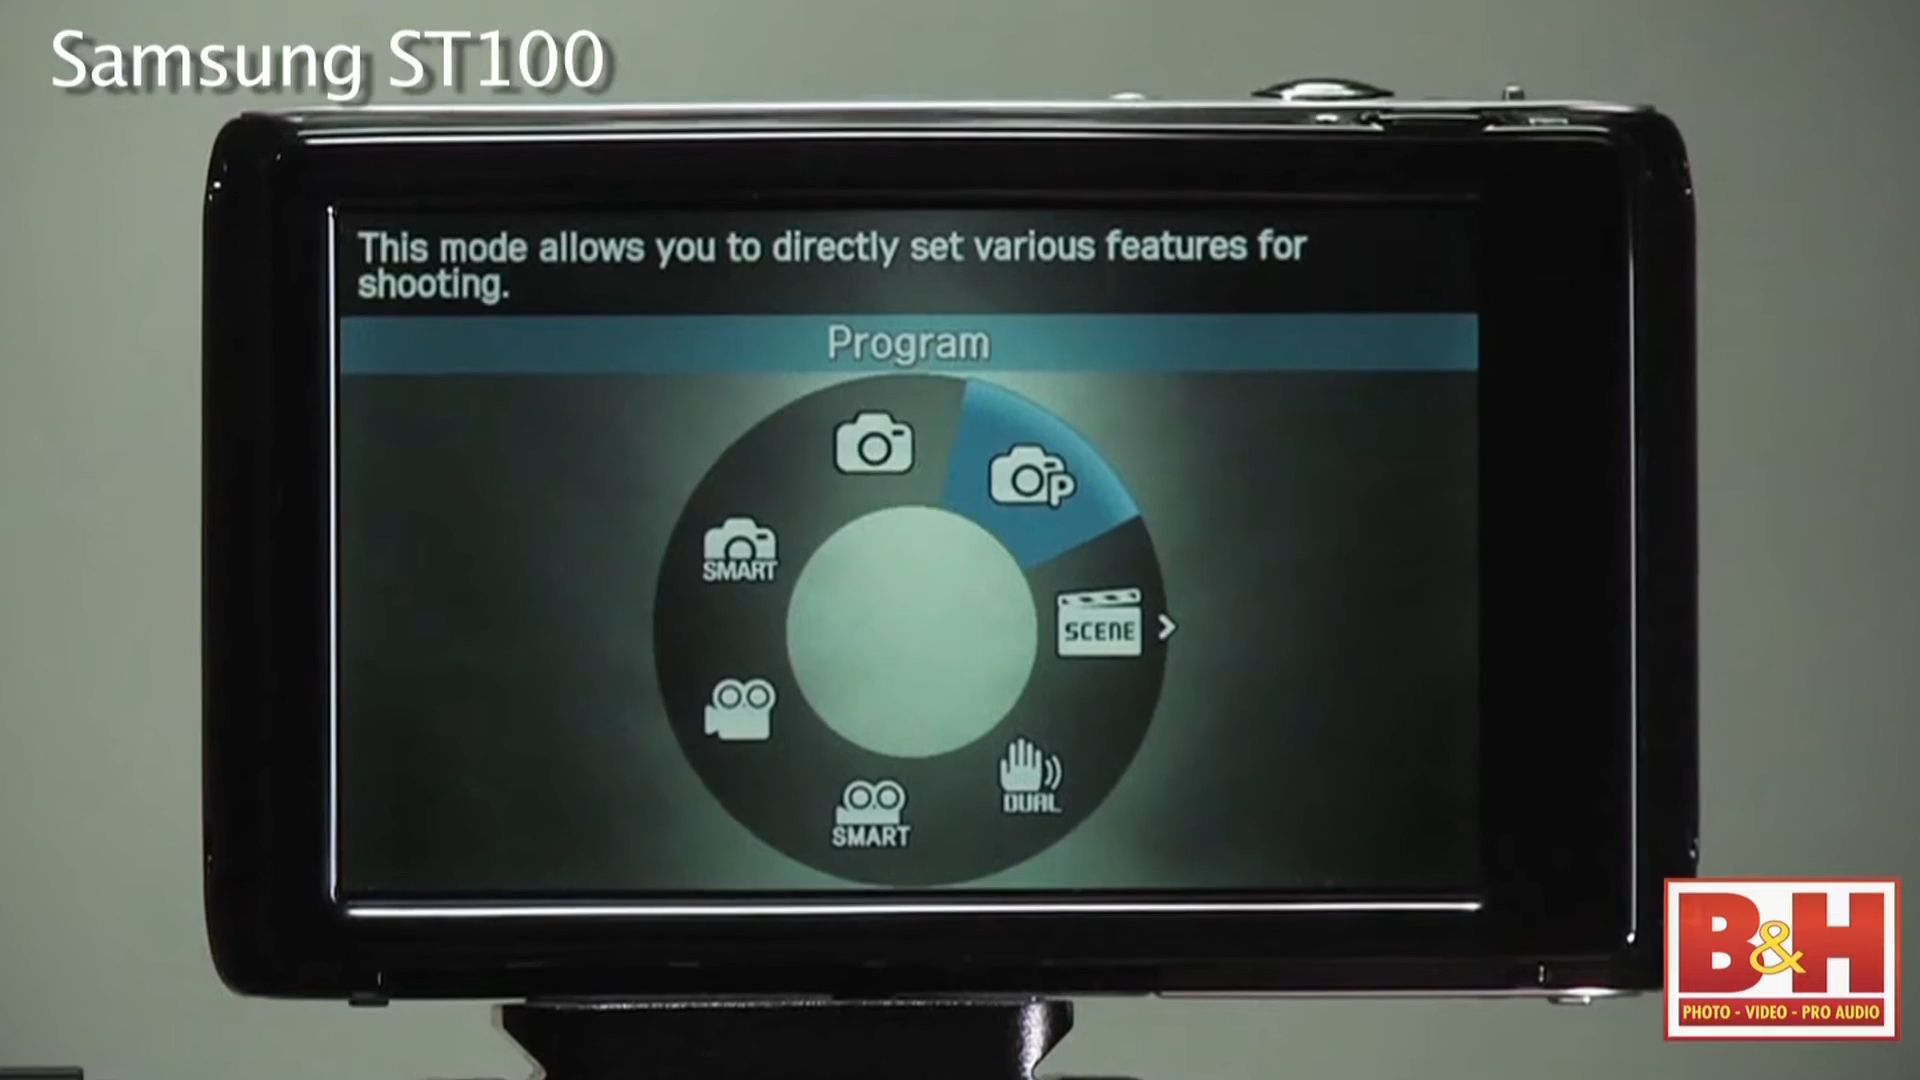 Samsung ST100
This mode allows you to directly set various features for
shooting.
Program
P
SMART
SCENE
DUAL
SMART
B&H
PHOTO - VIDEO - PRO AUDIO